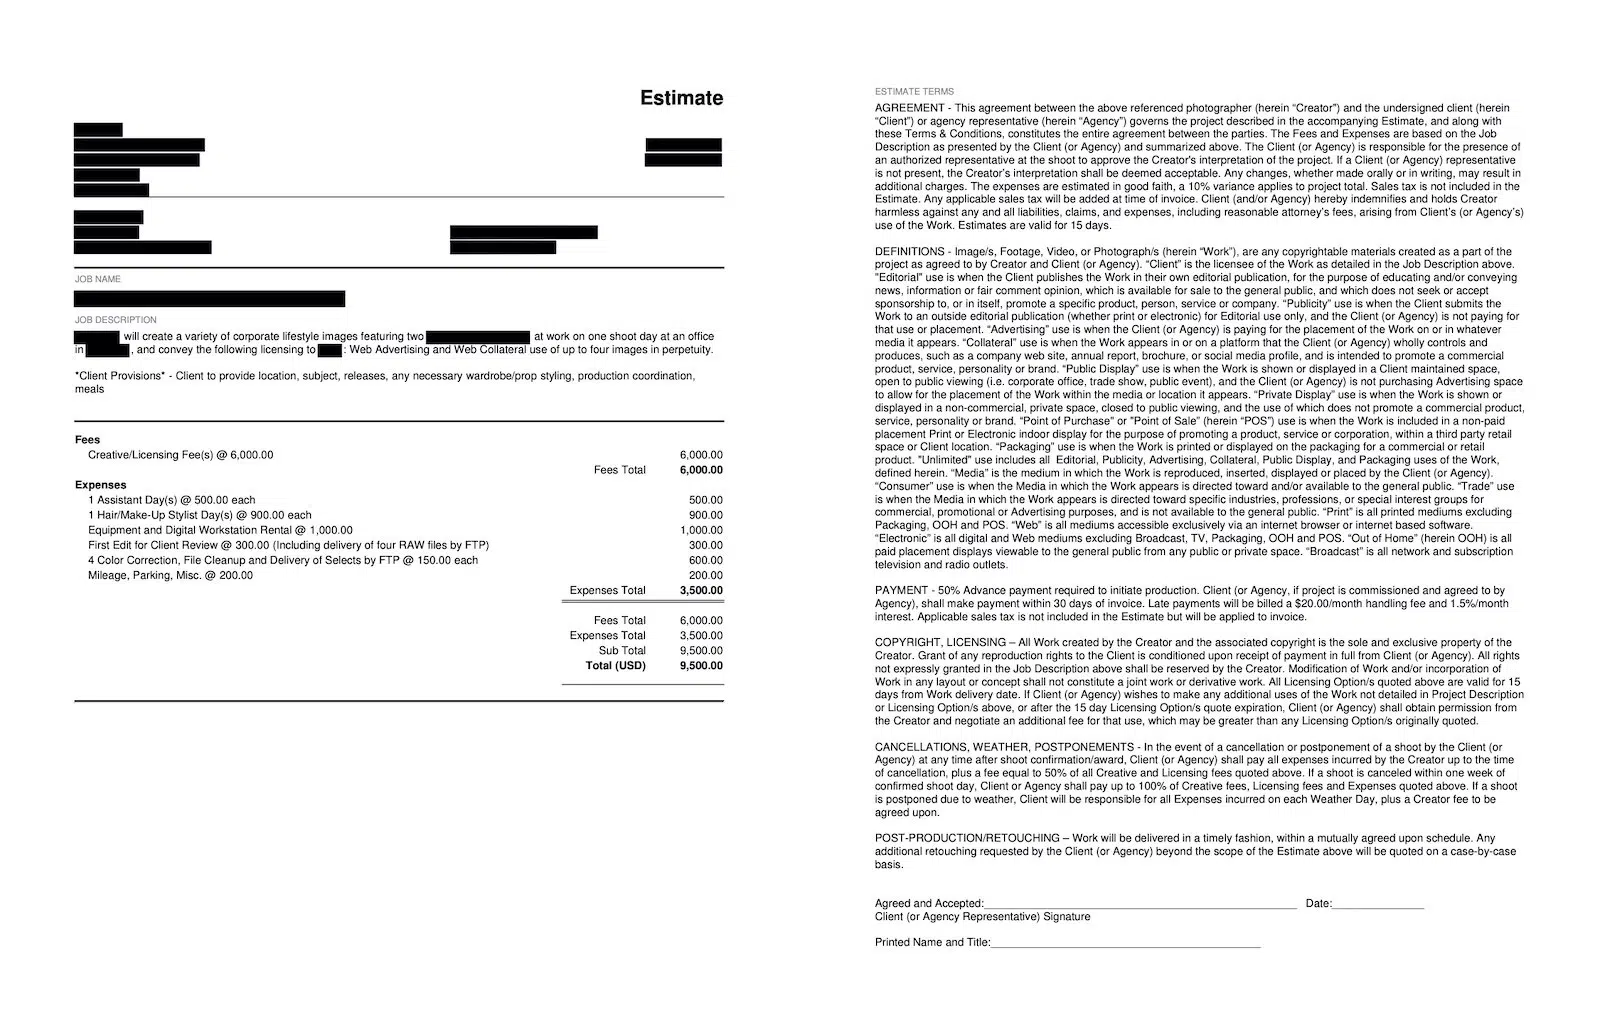 Estimate
JOB NAME
JOB DESCRIPTION
will create a variety of corporate lifestyle images featuring two at work on one shoot day at an office
in , and convey the following licensing to : Web Advertising and Web Collateral use of up to four images in perpetuity.
*Client Provisions* - Client to provide location, subject, releases, any necessary wardrobe/prop styling, production coordination,
meals
Fees
Creative/Licensing Fee(s) @ 6,000.00 6,000.00
Fees Total 6,000.00
Expenses
1 Assistant Day(s) @ 500.00 each 500.00
1 Hair/Make-Up Stylist Day(s) @ 900.00 each 900.00
Equipment and Digital Workstation Rental @ 1,000.00 1,000.00
First Edit for Client Review @ 300.00 (Including delivery of four RAW files by FTP) 300.00
4 Color Correction, File Cleanup and Delivery of Selects by FTP @ 150.00 each 600.00
Mileage, Parking, Misc. @ 200.00 200.00
Expenses Total 3,500.00
Fees Total 6,000.00
Expenses Total 3,500.00
Sub Total 9,500.00
Total (USD) 9,500.00
ESTIMATE TERMS
AGREEMENT - This agreement between the above referenced photographer (herein “Creator”) and the undersigned client (herein
“Client”) or agency representative (herein “Agency”) governs the project described in the accompanying Estimate, and along with
these Terms & Conditions, constitutes the entire agreement between the parties. The Fees and Expenses are based on the Job
Description as presented by the Client (or Agency) and summarized above. The Client (or Agency) is responsible for the presence of
an authorized representative at the shoot to approve the Creator's interpretation of the project. If a Client (or Agency) representative
is not present, the Creator's interpretation shall be deemed acceptable. Any changes, whether made orally or in writing, may result in
additional charges. The expenses are estimated in good faith, a 10% variance applies to project total. Sales tax is not included in the
Estimate. Any applicable sales tax will be added at time of invoice. Client (and/or Agency) hereby indemnifies and holds Creator
harmless against any and all liabilities, claims, and expenses, including reasonable attorney's fees, arising from Client's (or Agency's)
use of the Work. Estimates are valid for 15 days.
DEFINITIONS - Image/s, Footage, Video, or Photograph/s (herein “Work”), are any copyrightable materials created as a part of the
project as agreed to by Creator and Client (or Agency). “Client” is the licensee of the Work as detailed in the Job Description above.
"Editorial” use is when the Client publishes the Work in their own editorial publication, for the purpose of educating and/or conveying
news, information or fair comment opinion, which is available for sale to the general public, and which does not seek or accept
sponsorship to, or in itself, promote a specific product, person, service or company. “Publicity” use is when the Client submits the
Work to an outside editorial publication (whether print or electronic) for Editorial use only, and the Client (or Agency) is not paying for
that use or placement. “Advertising” use is when the Client (or Agency) is paying for the placement of the Work on or in whatever
media it appears. “Collateral” use is when the Work appears in or on a platform that the Client (or Agency) wholly controls and
produces, such as a company web site, annual report, brochure, or social media profile, and is intended to promote a commercial
product, service, personality or brand. “Public Display” use is when the Work is shown or displayed in a Client maintained space,
open to public viewing (i.e. corporate office, trade show, public event), and the Client (or Agency) is not purchasing Advertising space
to allow for the placement of the Work within the media or location it appears. “Private Display” use is when the Work is shown or
displayed in a non-commercial, private space, closed to public viewing, and the use of which does not promote a commercial product,
service, personality or brand. “Point of Purchase” or ”Point of Sale” (herein “POS”) use is when the Work is included in a non-paid
placement Print or Electronic indoor display for the purpose of promoting a product, service or corporation, within a third party retail
space or Client location. “Packaging” use is when the Work is printed or displayed on the packaging for a commercial or retail
product. "Unlimited” use includes all Editorial, Publicity, Advertising, Collateral, Public Display, and Packaging uses of the Work,
defined herein. “Media” is the medium in which the Work is reproduced, inserted, displayed or placed by the Client (or Agency).
“Consumer” use is when the Media in which the Work appears is directed toward and/or available to the general public. “Trade” use
is when the Media in which the Work appears is directed toward specific industries, professions, or special interest groups for
commercial, promotional or Advertising purposes, and is not available to the general public. “Print” is all printed mediums excluding
Packaging, OOH and POS. “Web” is all mediums accessible exclusively via an internet browser or internet based software.
“Electronic” is all digital and Web mediums excluding Broadcast, TV, Packaging, OOH and POS. “Out of Home” (herein OOH) is all
paid placement displays viewable to the general public from any public or private space. “Broadcast” is all network and subscription
television and radio outlets.
PAYMENT - 50% Advance payment required to initiate production. Client (or Agency, if project is commissioned and agreed to by
Agency), shall make payment within 30 days of invoice. Late payments will be billed a $20.00/month handling fee and 1.5%/month
interest. Applicable sales tax is not included in the Estimate but will be applied to invoice.
COPYRIGHT, LICENSING – All Work created by the Creator and the associated copyright is the sole and exclusive property of the
Creator. Grant of any reproduction rights to the Client is conditioned upon receipt of payment in full from Client (or Agency). All rights
not expressly granted in the Job Description above shall be reserved by the Creator. Modification of Work and/or incorporation of
Work in any layout or concept shall not constitute a joint work or derivative work. All Licensing Option/s quoted above are valid for 15
days from Work delivery date. If Client (or Agency) wishes to make any additional uses of the Work not detailed in Project Description
or Licensing Option/s above, or after the 15 day Licensing Option/s quote expiration, Client (or Agency) shall obtain permission from
the Creator and negotiate an additional fee for that use, which may be greater than any Licensing Option/s originally quoted.
CANCELLATIONS, WEATHER, POSTPONEMENTS - In the event of a cancellation or postponement of a shoot by the Client (or
Agency) at any time after shoot confirmation/award, Client (or Agency) shall pay all expenses incurred by the Creator up to the time
of cancellation, plus a fee equal to 50% of all Creative and Licensing fees quoted above. If a shoot is canceled within one week of
confirmed shoot day, Client or Agency shall pay up to 100% of Creative fees, Licensing fees and Expenses quoted above. If a shoot
is postponed due to weather, Client will be responsible for all Expenses incurred on each Weather Day, plus a Creator fee to be
agreed upon.
POST-PRODUCTION/RETOUCHING – Work will be delivered in a timely fashion, within a mutually agreed upon schedule. Any
additional retouching requested by the Client (or Agency) beyond the scope of the Estimate above will be quoted on a case-by-case
basis.
Agreed and Accepted: Date:
Client (or Agency Representative) Signature
Printed Name and Title: